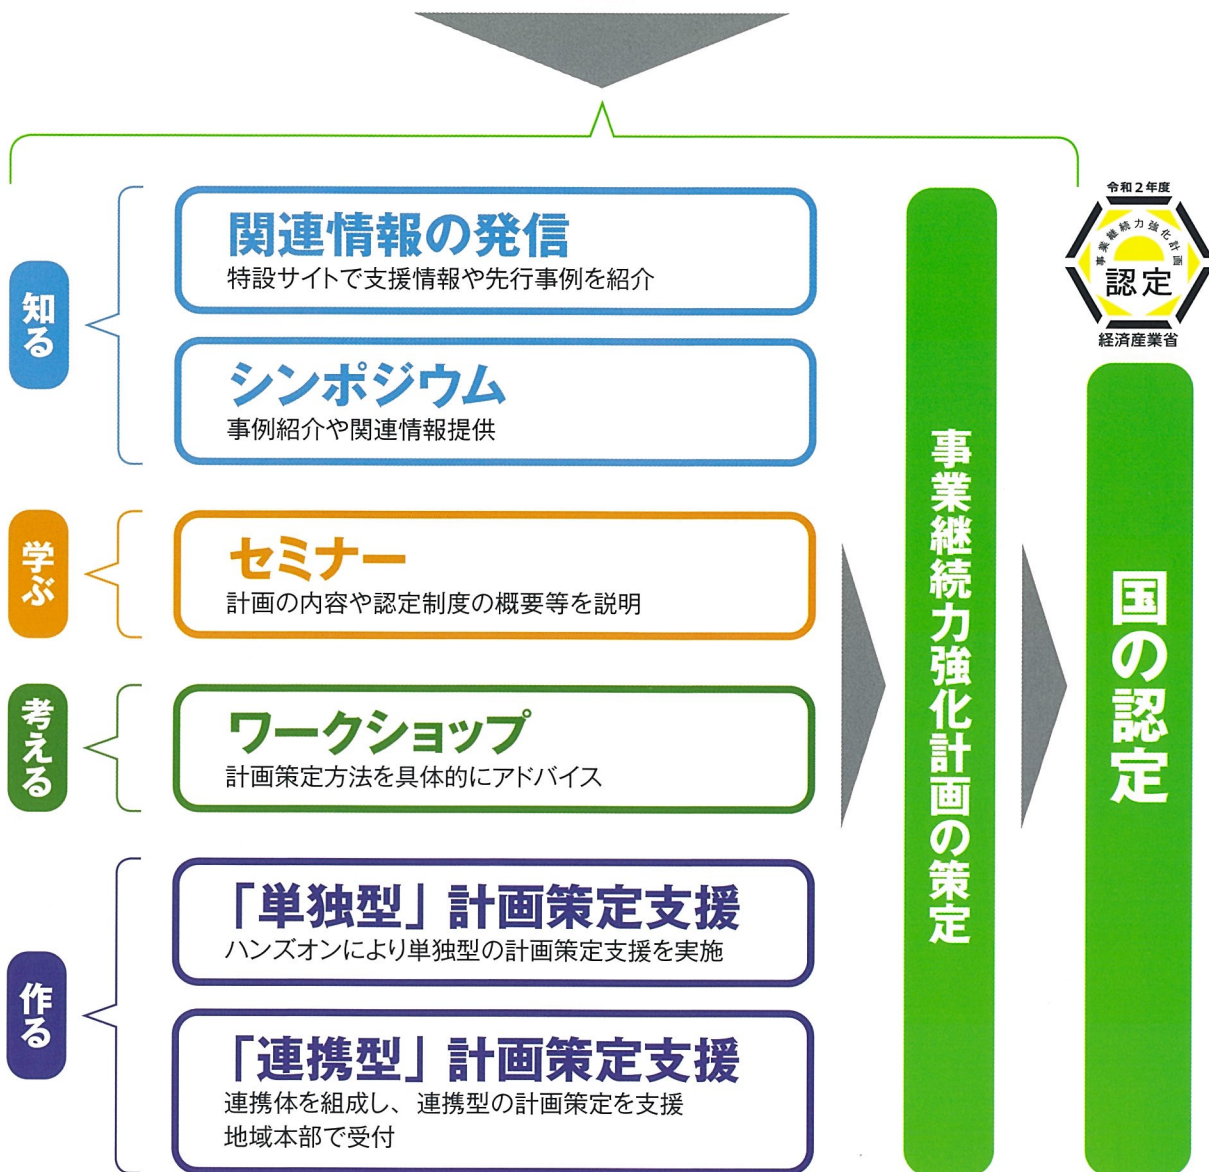 知る
関連情報の発信
特設サイトで支援情報や先行事例を紹介
シンポジウム
事例紹介や関連情報提供
学ぶ
セミナー
計画の内容や認定制度の概要等を説明
考える
ワークショップ
計画策定方法を具体的にアドバイス
作る
「単独型」計画策定支援
ハンズオンにより単独型の計画策定支援を実施
「連携型」計画策定支援
連携体を組成し、連携型の計画策定を支援
地域本部で受付
事業継続力強化計画の策定
令和2年度
事業継続力強化計画
認定
経済産業省
国の認定